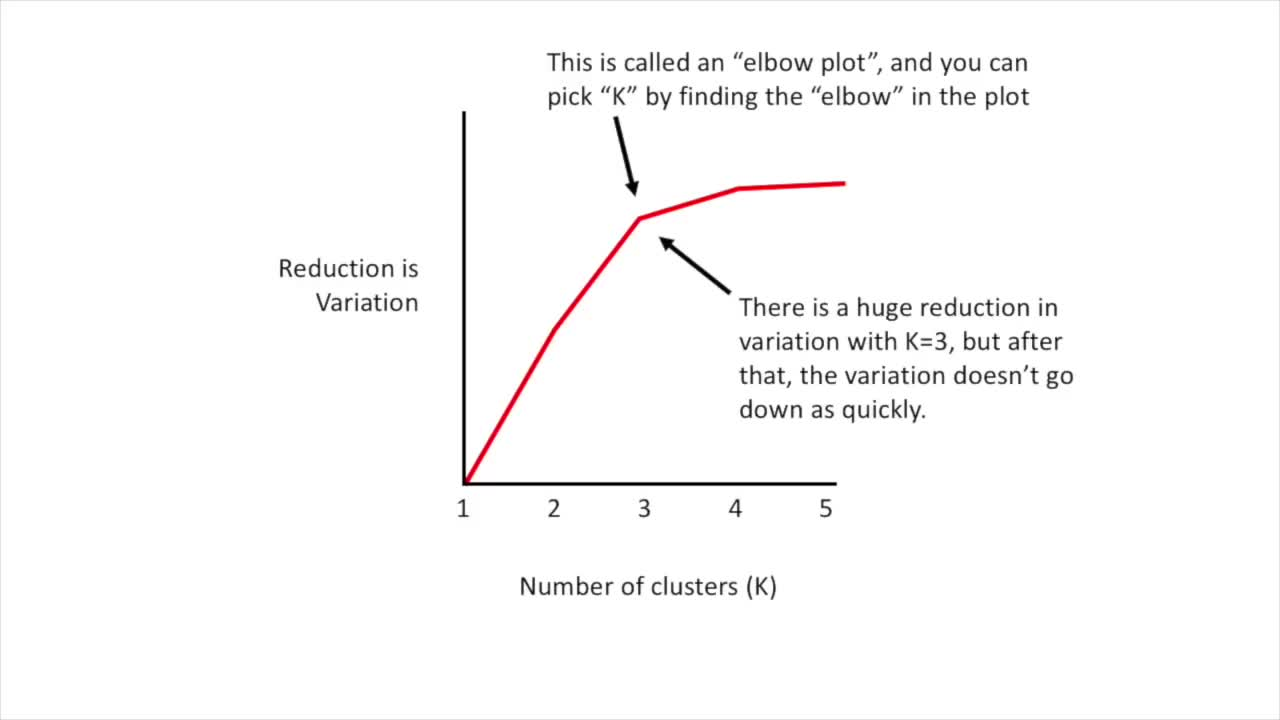 This is called an “elbow plot”, and you can
pick “K” by finding the “elbow” in the plot
Reduction is
Variation
There is a huge reduction in
variation with K=3, but after
that, the variation doesn’t go
down as quickly.
1 2 3 4 5
Number of clusters (K)